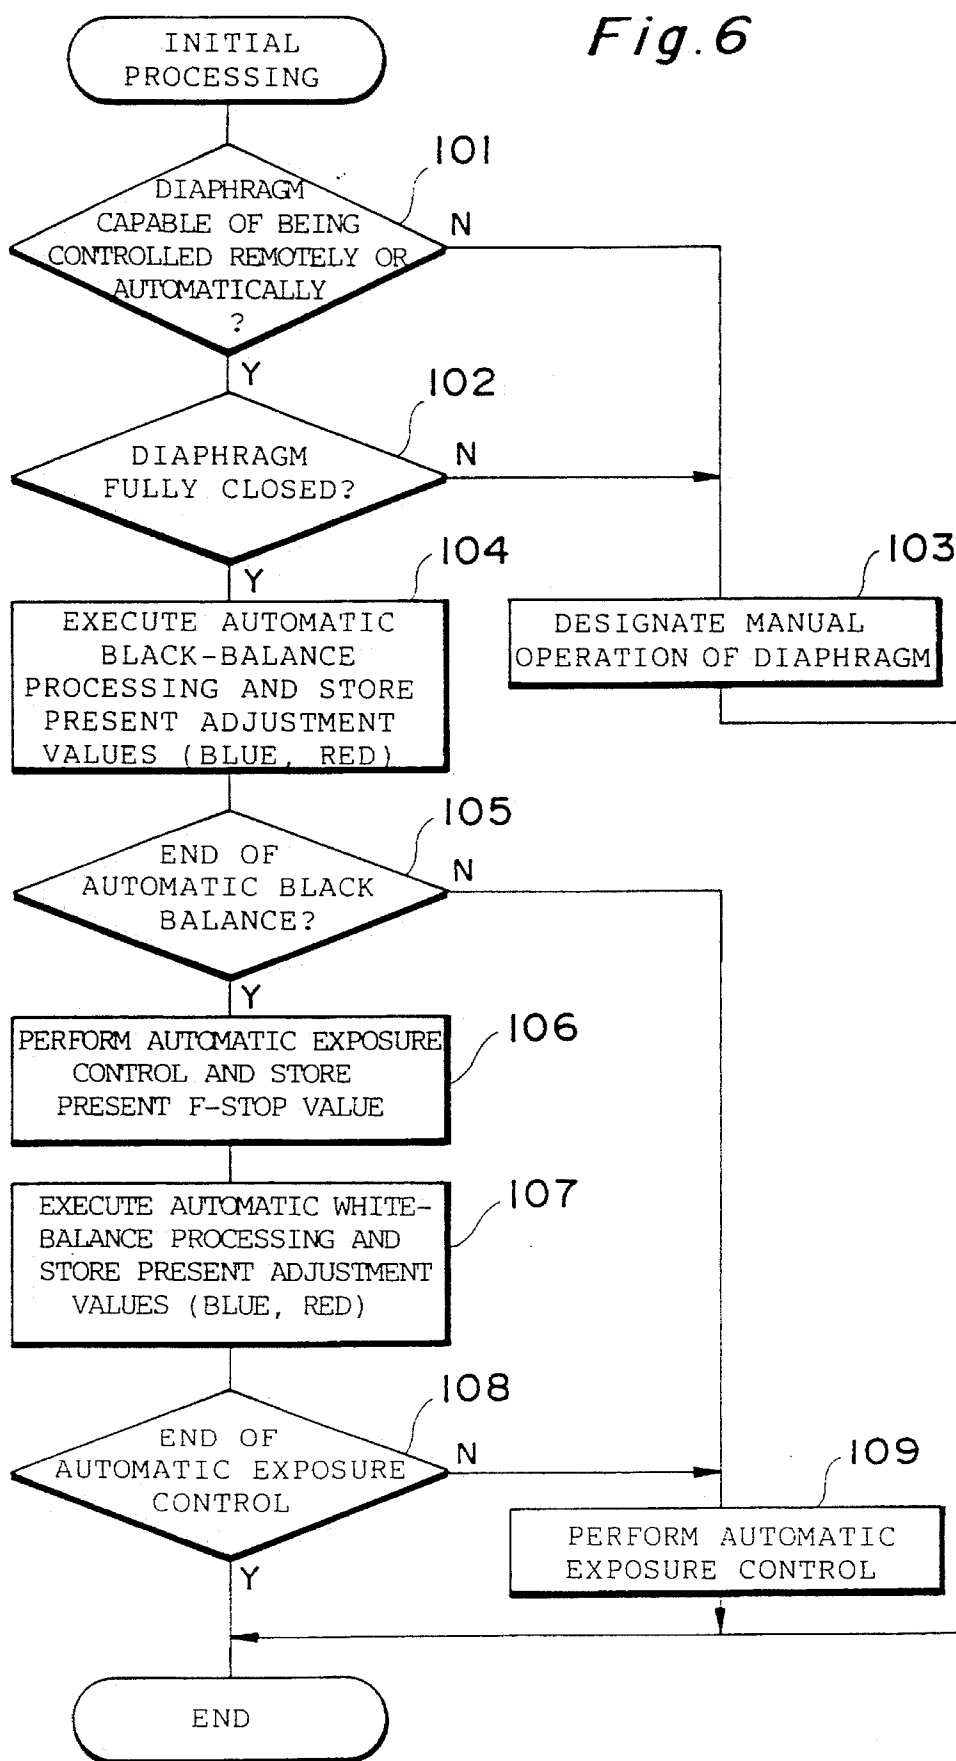 Fig.6
INITIAL
PROCESSING
101
DIAPHRAGM
CAPABLE OF BEING
CONTROLLED REMOTELY OR
AUTOMATICALLY
?
N
Y
102
DIAPHRAGM
FULLY CLOSED?
N
Y
103
DESIGNATE MANUAL
OPERATION OF DIAPHRAGM
104
EXECUTE AUTOMATIC
BLACK-BALANCE
PROCESSING AND STORE
PRESENT ADJUSTMENT
VALUES (BLUE, RED)
105
END OF
AUTOMATIC BLACK
BALANCE?
N
Y
106
PERFORM AUTOMATIC EXPOSURE
CONTROL AND STORE
PRESENT F-STOP VALUE
107
EXECUTE AUTOMATIC WHITE-
BALANCE PROCESSING AND
STORE PRESENT ADJUSTMENT
VALUES (BLUE, RED)
108
END OF
AUTOMATIC EXPOSURE
CONTROL
N
Y
109
PERFORM AUTOMATIC
EXPOSURE CONTROL
END